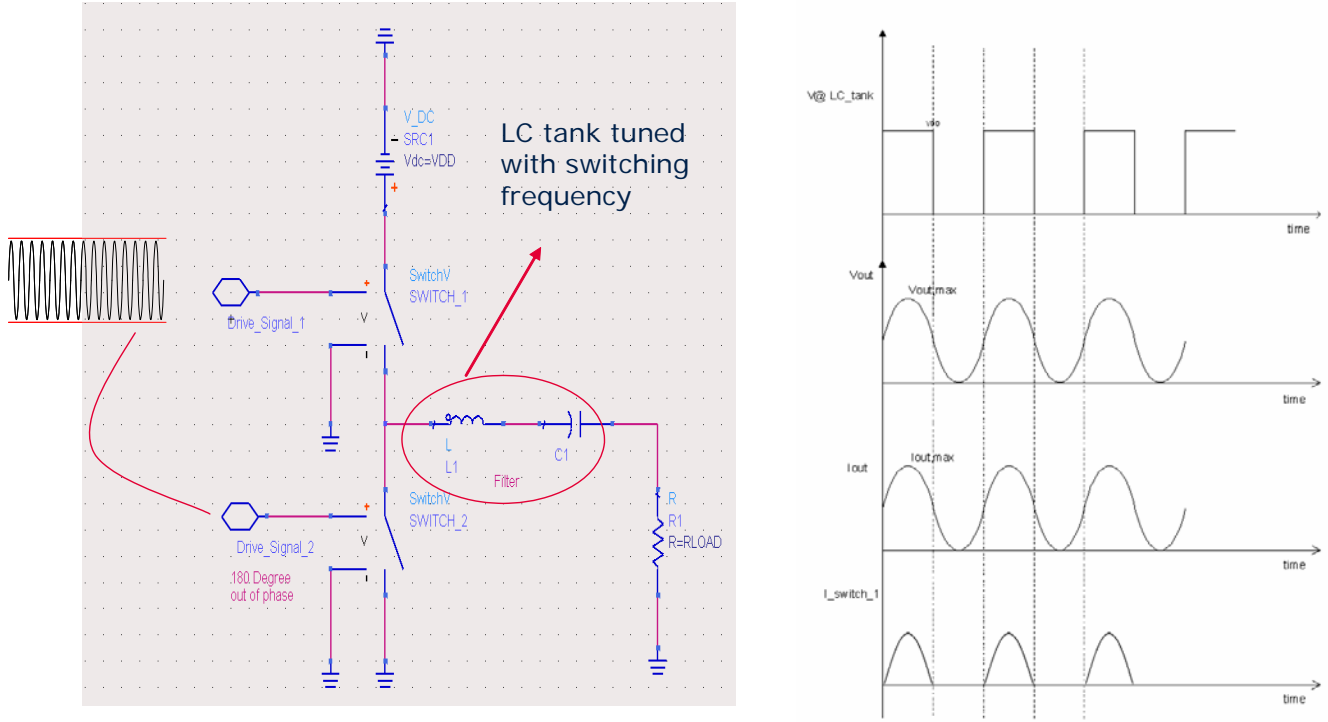 V_DC
SRC1
Vdc=VDD
-
+
LC tank tuned
with switching
frequency
SwitchV
SWITCH_1
+
V
Drive_Signal_1
L
L1
C1
Filter
SwitchV
SWITCH_2
+
V
Drive_Signal_2
180 Degree
out of phase
R
R1
R=RLOAD
V@ LC_tank
time
Vout
Vout,max
time
Iout
Iout,max
time
I_switch_1
time